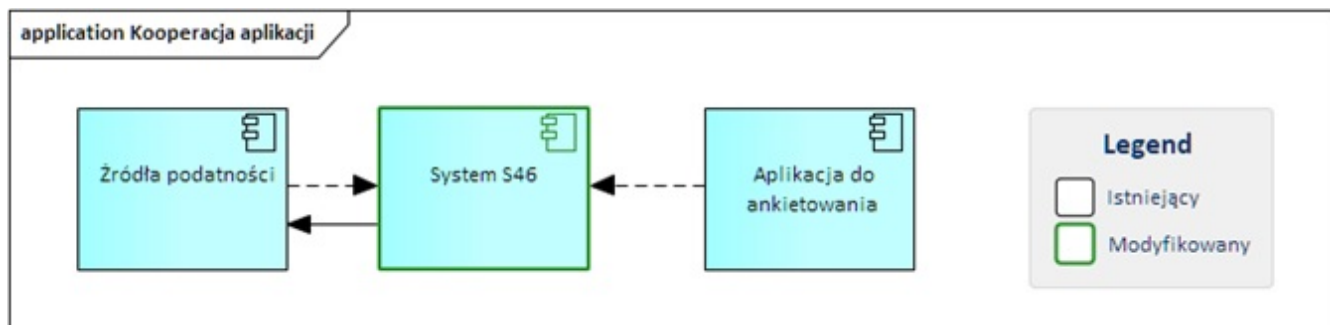 application Kooperacja aplikacji
Źródła podatności
System S46
Aplikacja do
ankietowania
Legend
Istniejący
Modyfikowany